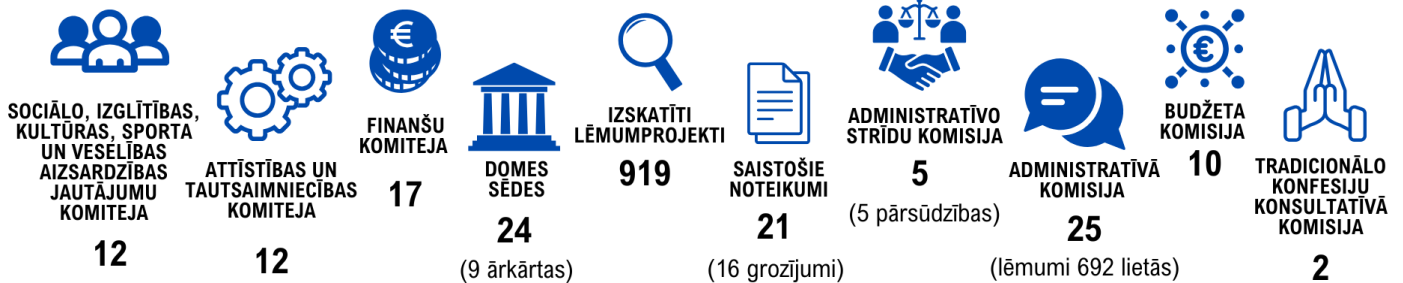 SOCIĀLO, IZGLĪTĪBAS,
KULTŪRAS, SPORTA
UN VESELĪBAS
AIZSARDZĪBAS
JAUTĀJUMU
KOMITEJA
12
ATTĪSTĪBAS UN
TAUTSAIMNIECĪBAS
KOMITEJA
12
FINANŠU
KOMITEJA
17
DOMES
SĒDES
24
(9 ārkārtas)
IZSKATĪTI
LĒMUMPROJEKTI
919
SAISTOŠIE
NOTEIKUMI
21
(16 grozījumi)
ADMINISTRATĪVO
STRĪDU KOMISIJA
5
(5 pārsūdzības)
ADMINISTRATĪVĀ
KOMISIJA
25
(lēmumi 692 lietās)
BUDŽETA
KOMISIJA
10
TRADICIONĀLO
KONFESIJU
KONSULTATĪVĀ
KOMISIJA
2